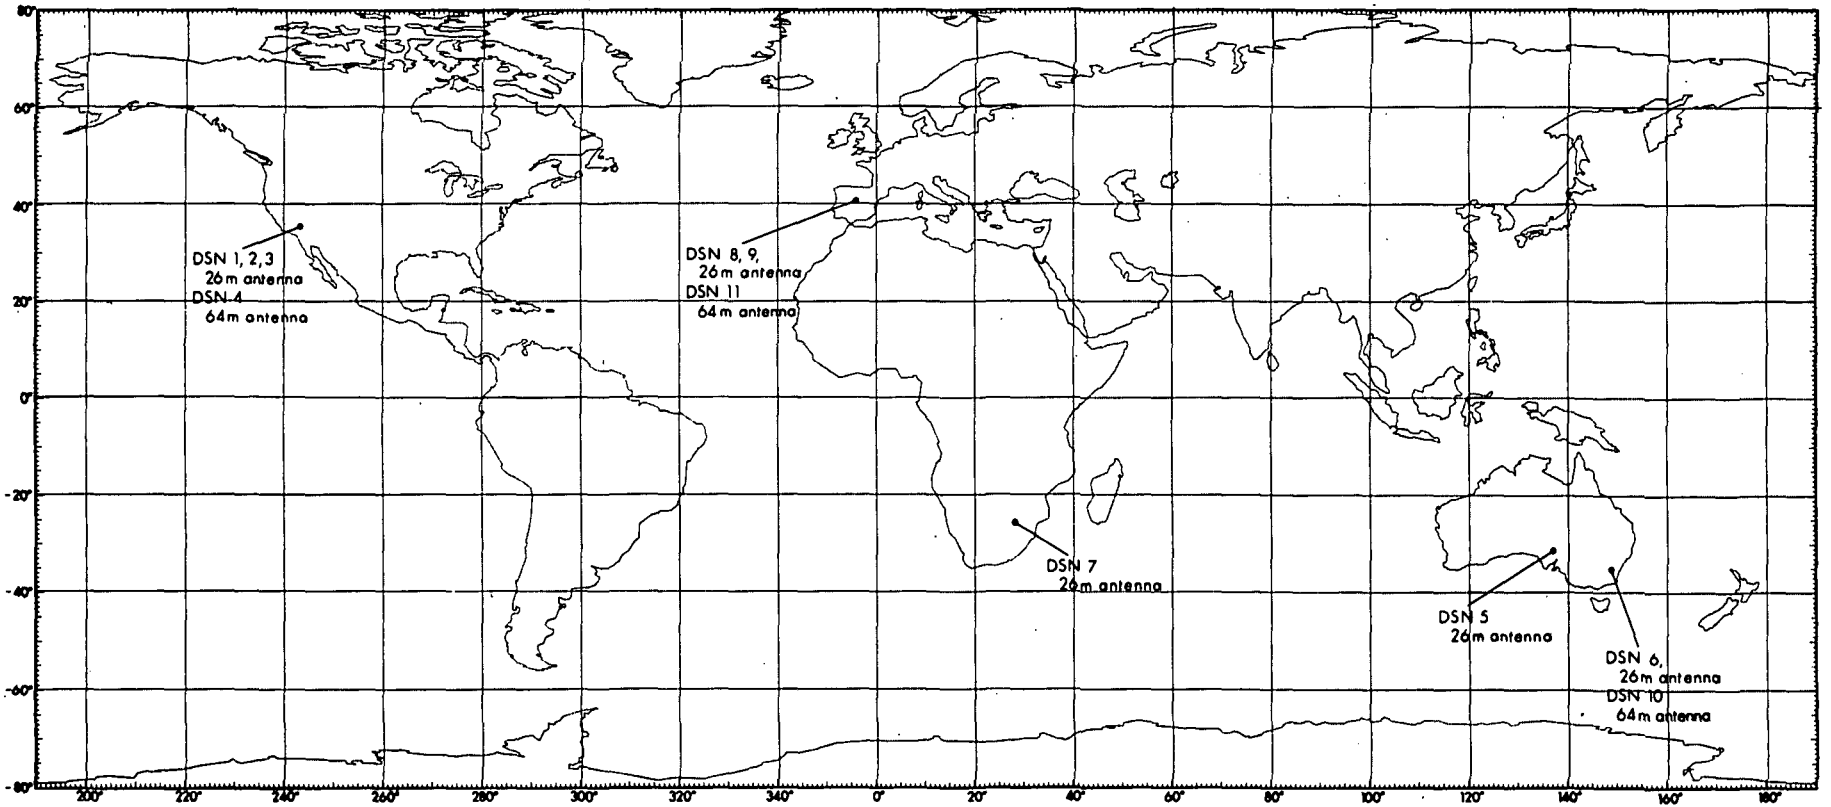 80°
60°
40°
20°
0°
-20°
-40°
-60°
-80°
DSN 1, 2, 3
26m antenna
DSN 4
64m antenna
DSN 8, 9,
26m antenna
DSN 11
64m antenna
DSN 7
26m antenna
DSN 5
26m antenna
DSN 6,
26m antenna
DSN 10
64m antenna
200° 220° 240° 260° 280° 300° 320° 340° 0° 20° 40° 60° 80° 100° 120° 140° 160° 180°